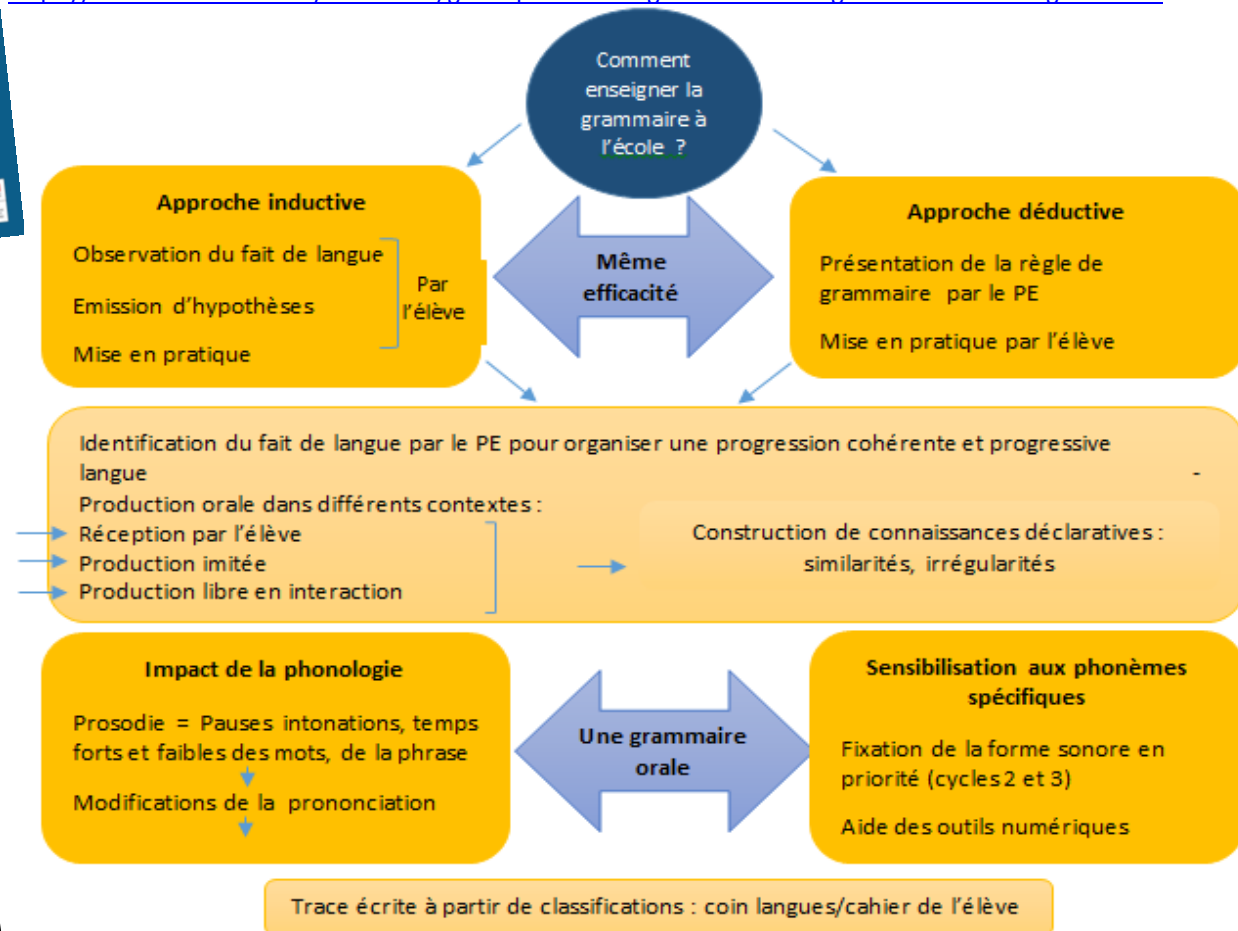 Comment
enseigner la
grammaire à
l'école ?
Approche inductive
Observation du fait de langue
Emission d'hypothèses
Mise en pratique
Par
l'élève
Même
efficacité
Approche déductive
Présentation de la règle de
grammaire par le PE
Mise en pratique par l'élève
Identification du fait de langue par le PE pour organiser une progression cohérente et progressive
langue -
Production orale dans différents contextes :
Réception par l'élève
Production imitée
Production libre en interaction
Construction de connaissances déclaratives :
similarités, irrégularités
Impact de la phonologie
Prosodie = Pauses intonations, temps
forts et faibles des mots, de la phrase
Modifications de la prononciation
Une grammaire
orale
Sensibilisation aux phonèmes
spécifiques
Fixation de la forme sonore en
priorité (cycles 2 et 3)
Aide des outils numériques
Trace écrite à partir de classifications : coin langues/cahier de l'élève